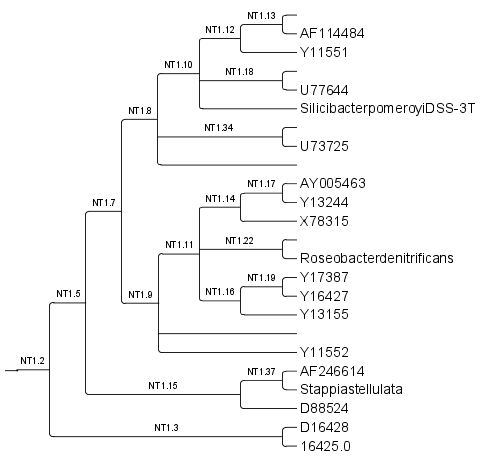 NT1.13
NT1.12
AF114484
Y11551
NT1.10
NT1.18
U77644
SilicibacterpomeroyiDSS-3T
NT1.8
NT1.34
U73725
NT1.17
AY005463
NT1.14
Y13244
NT1.7
X78315
NT1.11
NT1.22
Roseobacterdenitrificans
NT1.19
Y17387
NT1.16
NT1.5
NT1.9
Y16427
Y13155
Y11552
NT1.2
NT1.37
AF246614
NT1.15
Stappiastellulata
D88524
NT1.3
D16428
16425.0